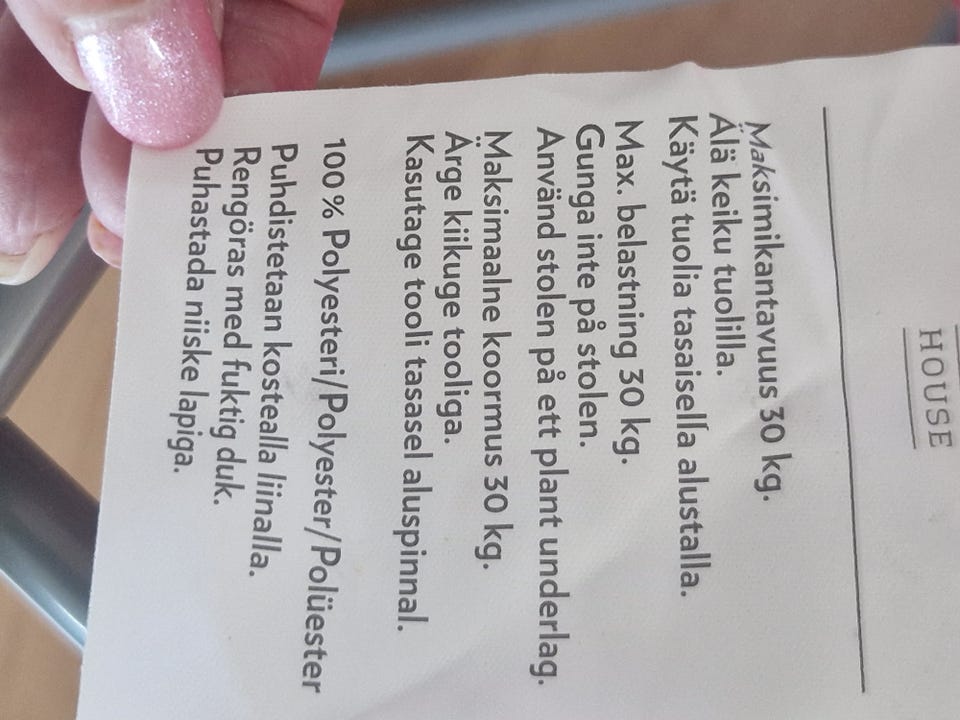 HOUSE
Maksimikantavuus 30 kg.
Älä keiku tuolilla.
Käytä tuolia tasaisella alustalla.
Max. belastning 30 kg.
Gunga inte på stolen.
Använd stolen på ett plant underlag.
Maksimaalne koormus 30 kg.
Ärge kiikuge tooliga.
Kasutage tooli tasasel aluspinnal.
100 % Polyesteri/Polyester/Polüester
Puhdistetaan kostealla liinalla.
Rengöras med fuktig duk.
Puhastada niiske lapiga.